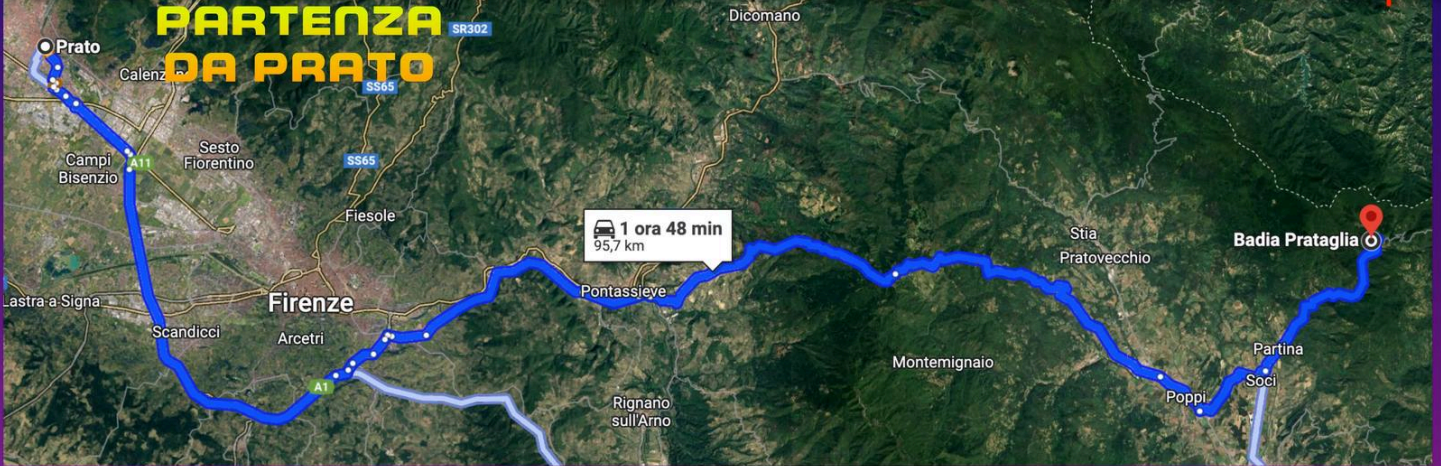 PARTENZA
DA PRATO
SR302
Dicomano
Prato
SS65
A11
Sesto
Fiorentino
SS65
Campi
Bisenzio
Fiesole
1 ora 48 min
95,7 km
Stia
Pratovecchio
Badia Prataglia
Lastra a Signa
Firenze
Pontassieve
Scandicci
Arcetri
Montemignaio
Partina
Soci
A1
Poppi
Rignano
sull'Arno